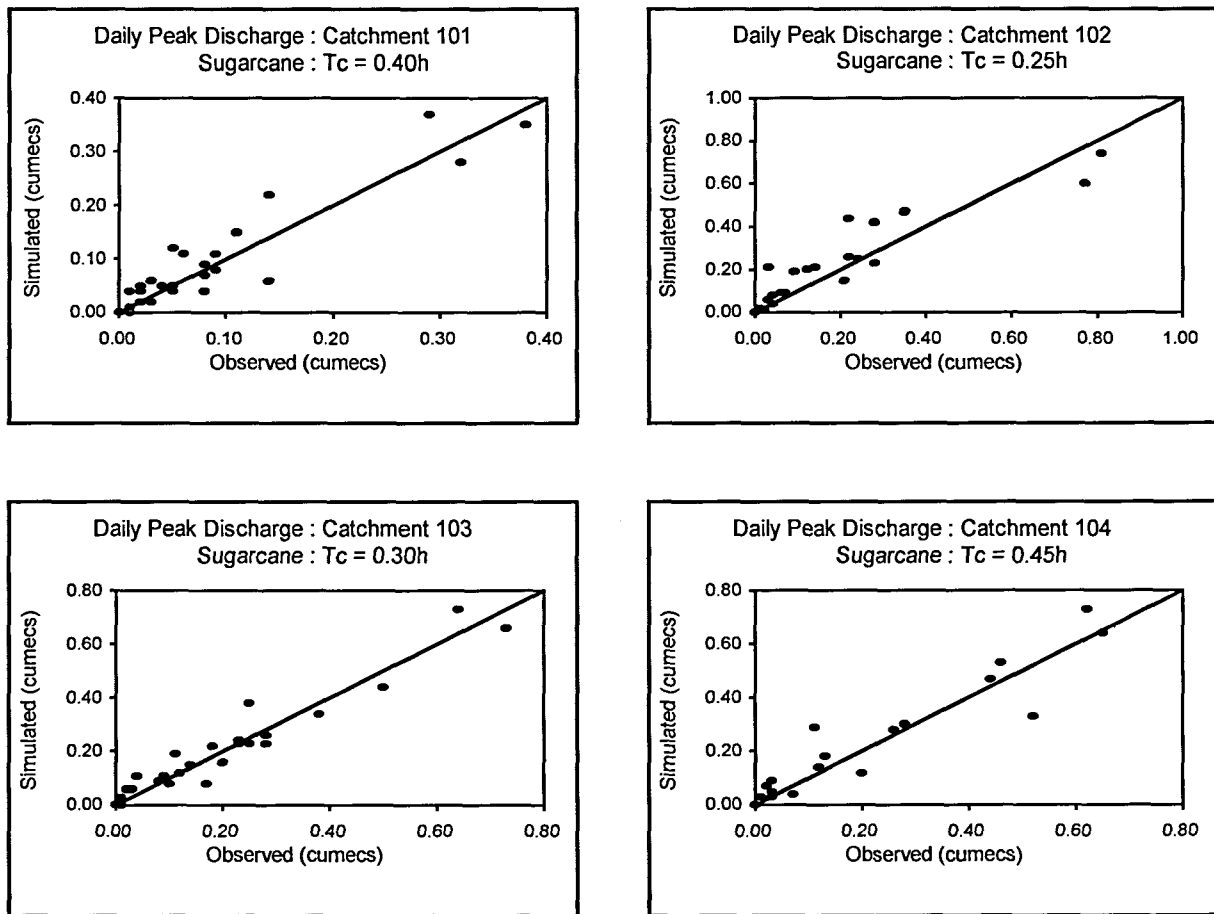 Daily Peak Discharge : Catchment 101
Sugarcane : Tc = 0.40h
0.40
0.30
0.20
0.10
0.00
Simulated (cumecs)
0.00 0.10 0.20 0.30 0.40
Observed (cumecs)
Daily Peak Discharge : Catchment 102
Sugarcane : Tc = 0.25h
1.00
0.80
0.60
0.40
0.20
0.00
Simulated (cumecs)
0.00 0.20 0.40 0.60 0.80 1.00
Observed (cumecs)
Daily Peak Discharge : Catchment 103
Sugarcane : Tc = 0.30h
0.80
0.60
0.40
0.20
0.00
Simulated (cumecs)
0.00 0.20 0.40 0.60 0.80
Observed (cumecs)
Daily Peak Discharge : Catchment 104
Sugarcane : Tc = 0.45h
0.80
0.60
0.40
0.20
0.00
Simulated (cumecs)
0.00 0.20 0.40 0.60 0.80
Observed (cumecs)